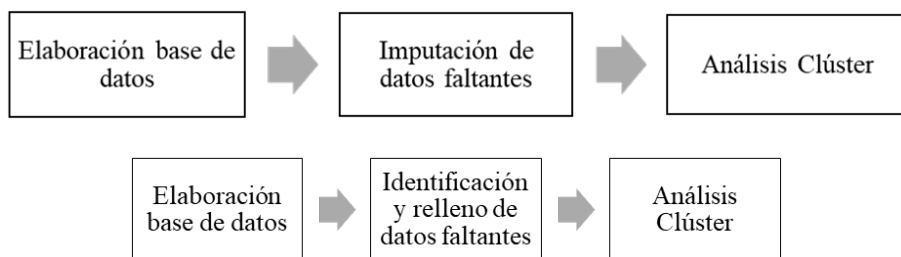 Elaboración base de
datos
Imputación de
datos faltantes
Análisis Clúster
Elaboración
base de datos
Identificación
y relleno de
datos faltantes
Análisis
Clúster